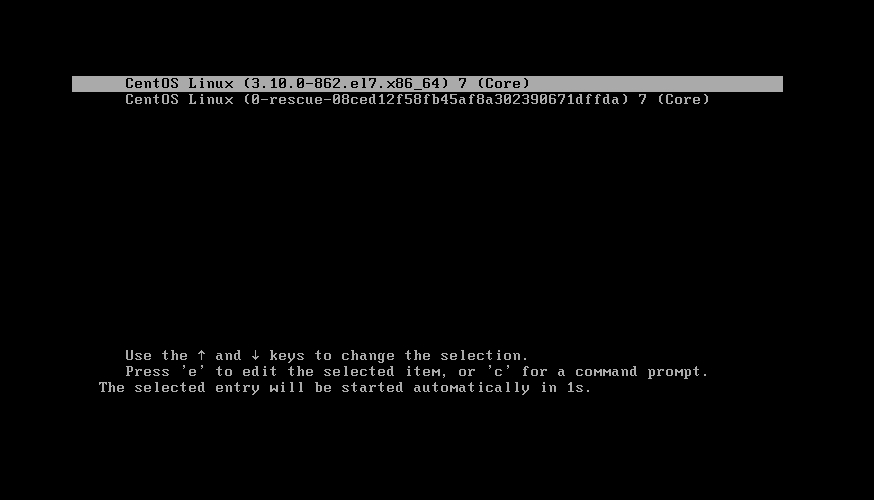 CentOS Linux (3.10.0-862.el7.x86_64) 7 (Core)
CentOS Linux (0-rescue-08ced12f58fb45af8a302390671dffda) 7 (Core)
Use the ↑ and ↓ keys to change the selection.
Press 'e' to edit the selected item, or 'c' for a command prompt.
The selected entry will be started automatically in 1s.